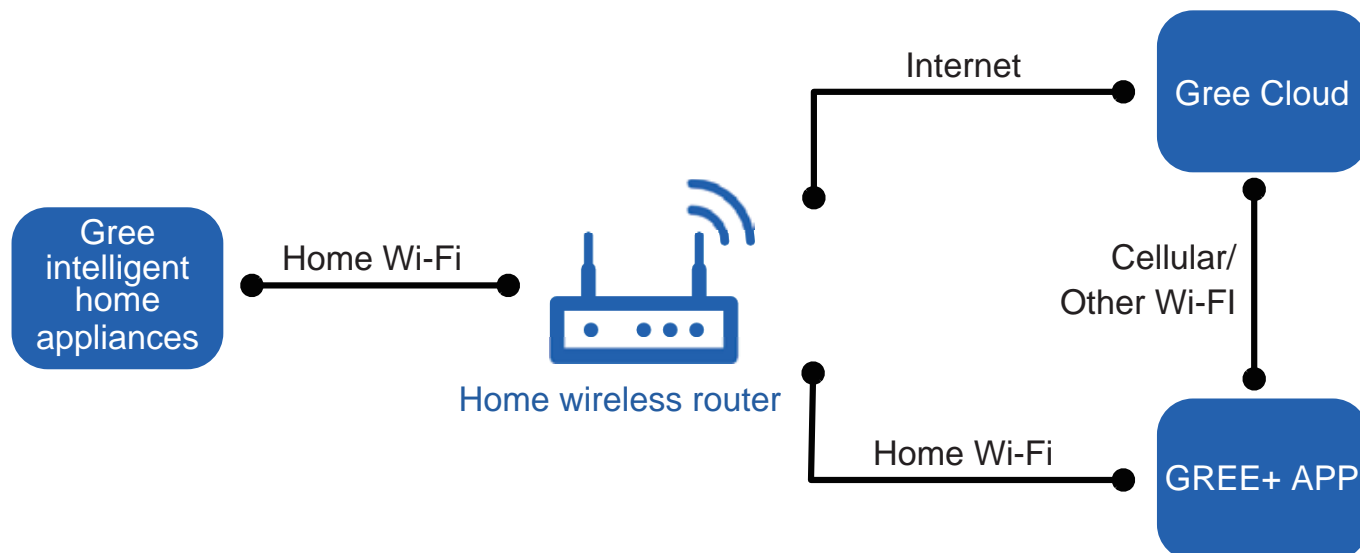 Internet
Gree Cloud
Gree
intelligent
home
appliances
Home Wi-Fi
Cellular/
Other Wi-FI
Home wireless router
Home Wi-Fi
GREE+ APP